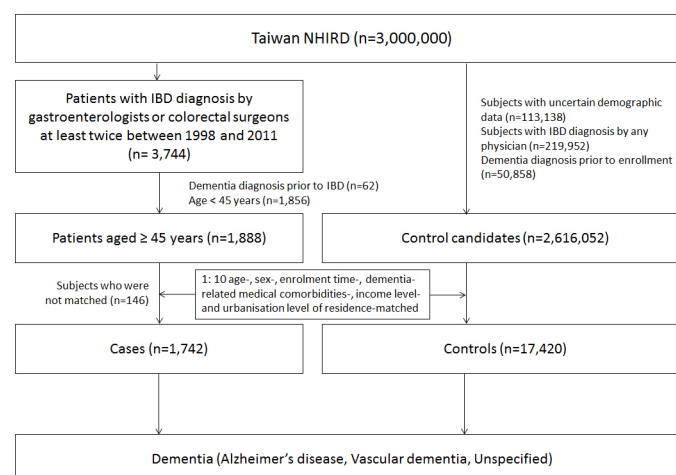 Taiwan NHIRD (n=3,000,000)
Patients with IBD diagnosis by
gastroenterologists or colorectal surgeons
at least twice between 1998 and 2011
(n= 3,744)
Subjects with uncertain demographic
data (n=113,138)
Subjects with IBD diagnosis by any
physician (n=219,952)
Dementia diagnosis prior to enrollment
(n=50,858)
Dementia diagnosis prior to IBD (n=62)
Age < 45 years (n=1,856)
Patients aged ≥ 45 years (n=1,888)
Control candidates (n=2,616,052)
Subjects who were
not matched (n=146)
1: 10 age-, sex-, enrolment time-, dementia-
related medical comorbidities-, income level-
and urbanisation level of residence-matched
Cases (n=1,742)
Controls (n=17,420)
Dementia (Alzheimer's disease, Vascular dementia, Unspecified)